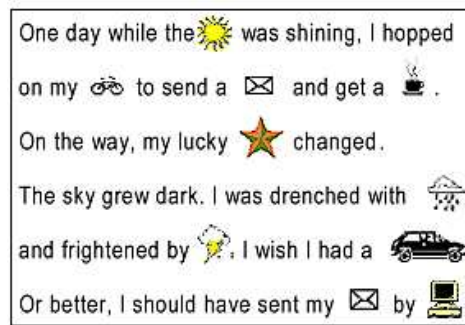 One day while the was shining, I hopped
on my to send a and get a .
On the way, my lucky changed.
The sky grew dark. I was drenched with
and frightened by . I wish I had a
Or better, I should have sent my by